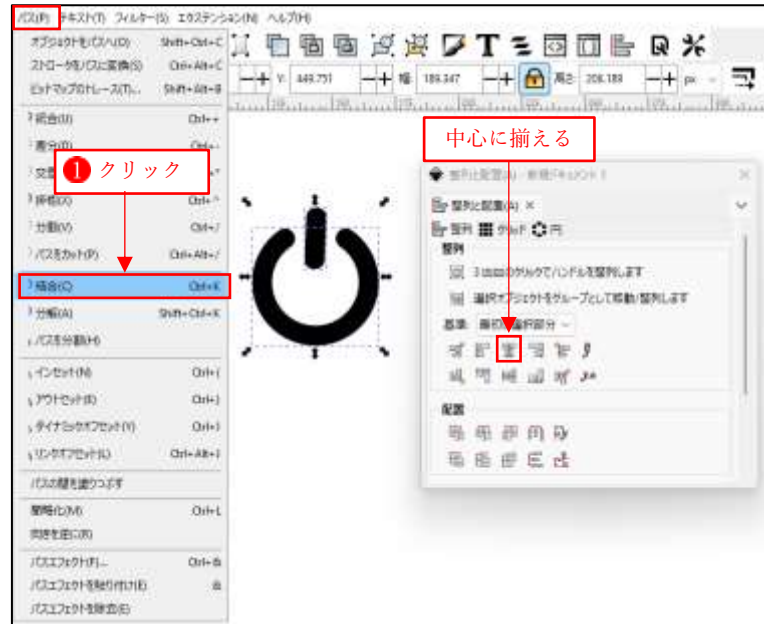 パス(P) テキスト(T) フィルター(S) エクステンション(N) ヘルプ(H)
オブジェクトをパスへ(O) Shift+Ctrl+C
ストロークをパスに変換(S) Ctrl+Alt+C
ビットマップのトレース(T)... Shift+Alt+B
Y: 449.751 幅: 189.347 高さ: 206.188 px
統合(U) Ctrl++
差分(D) Ctrl+-
中心に揃える
❶ クリック
排他(X) Ctrl+^
分割(V) Ctrl+/
パスをカット(P) Ctrl+Alt+/
結合(C) Ctrl+K
分解(A) Shift+Ctrl+K
パスを分割(H)
インセット(N) Ctrl+(
アウトセット(R) Ctrl+)
ダイナミックオフセット(Y) Ctrl+J
リンクオフセット(L) Ctrl+Alt+J
パスの間を塗りつぶす
簡略化(M) Ctrl+L
向きを逆に(R)
パスエフェクト(F)...
パスエフェクトを貼り付け(E)
パスエフェクトを除去(E)
整列と配置(A) - 新規ドキュメント 1
整列と配置(A) ×
整列 グリッド 円
整列
3 回目のクリックでハンドルを整列します
選択オブジェクトをグループとして移動/整列します
基準: 最初の選択部分
配置